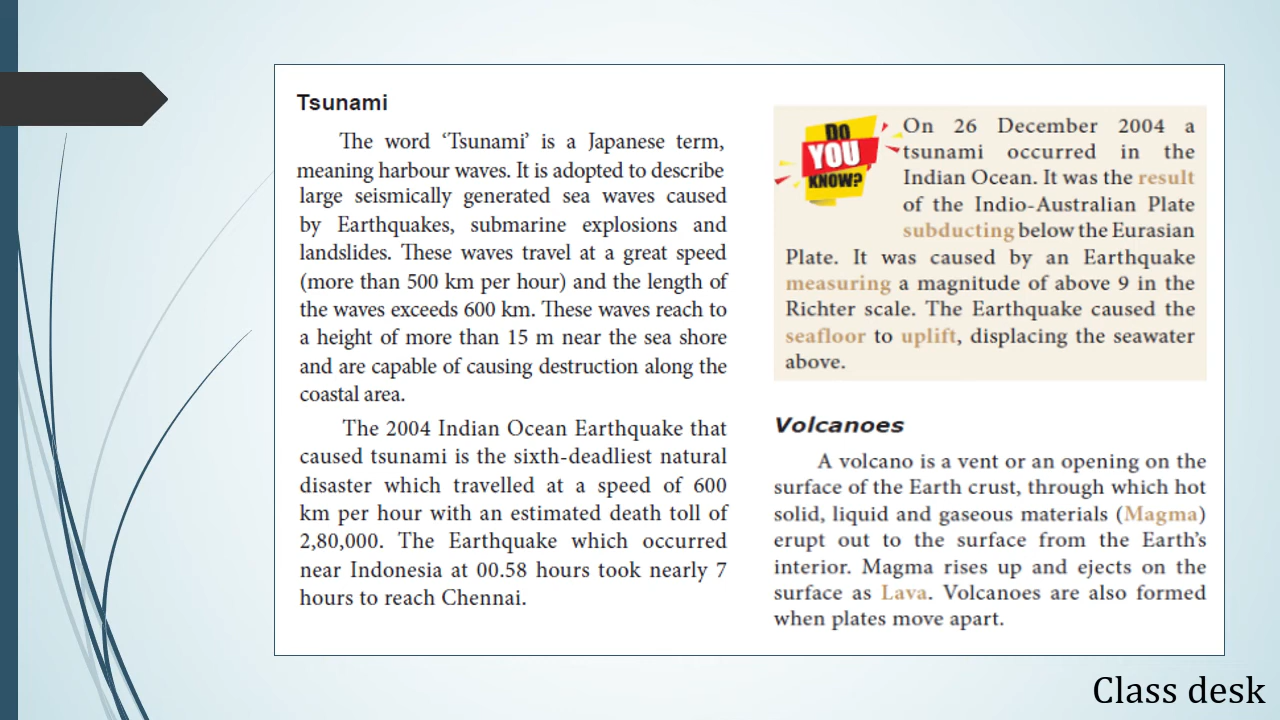 Tsunami
The word ‘Tsunami’ is a Japanese term,
meaning harbour waves. It is adopted to describe
large seismically generated sea waves caused
by Earthquakes, submarine explosions and
landslides. These waves travel at a great speed
(more than 500 km per hour) and the length of
the waves exceeds 600 km. These waves reach to
a height of more than 15 m near the sea shore
and are capable of causing destruction along the
coastal area.
The 2004 Indian Ocean Earthquake that
caused tsunami is the sixth-deadliest natural
disaster which travelled at a speed of 600
km per hour with an estimated death toll of
2,80,000. The Earthquake which occurred
near Indonesia at 00.58 hours took nearly 7
hours to reach Chennai.
DO
YOU
KNOW?
On 26 December 2004 a
tsunami occurred in the
Indian Ocean. It was the result
of the Indio-Australian Plate
subducting below the Eurasian
Plate. It was caused by an Earthquake
measuring a magnitude of above 9 in the
Richter scale. The Earthquake caused the
seafloor to uplift, displacing the seawater
above.
Volcanoes
A volcano is a vent or an opening on the
surface of the Earth crust, through which hot
solid, liquid and gaseous materials (Magma)
erupt out to the surface from the Earth’s
interior. Magma rises up and ejects on the
surface as Lava. Volcanoes are also formed
when plates move apart.
Class desk